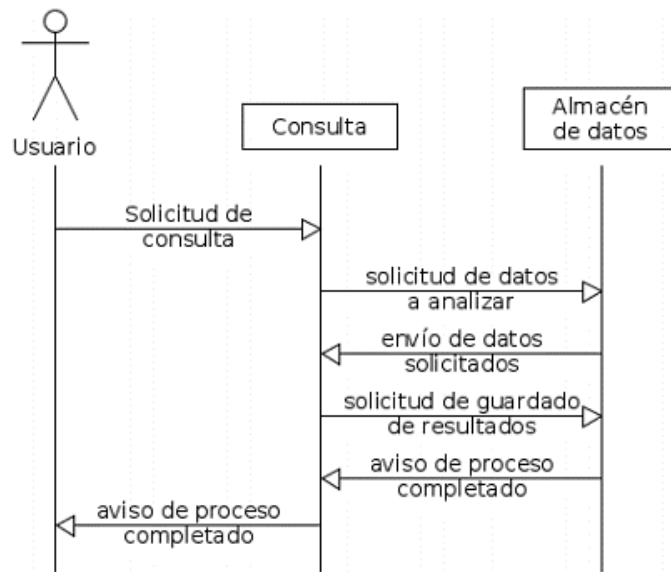 Usuario
Consulta
Almacén
de datos
Solicitud de
consulta
solicitud de datos
a analizar
envío de datos
solicitados
solicitud de guardado
de resultados
aviso de proceso
completado
aviso de proceso
completado